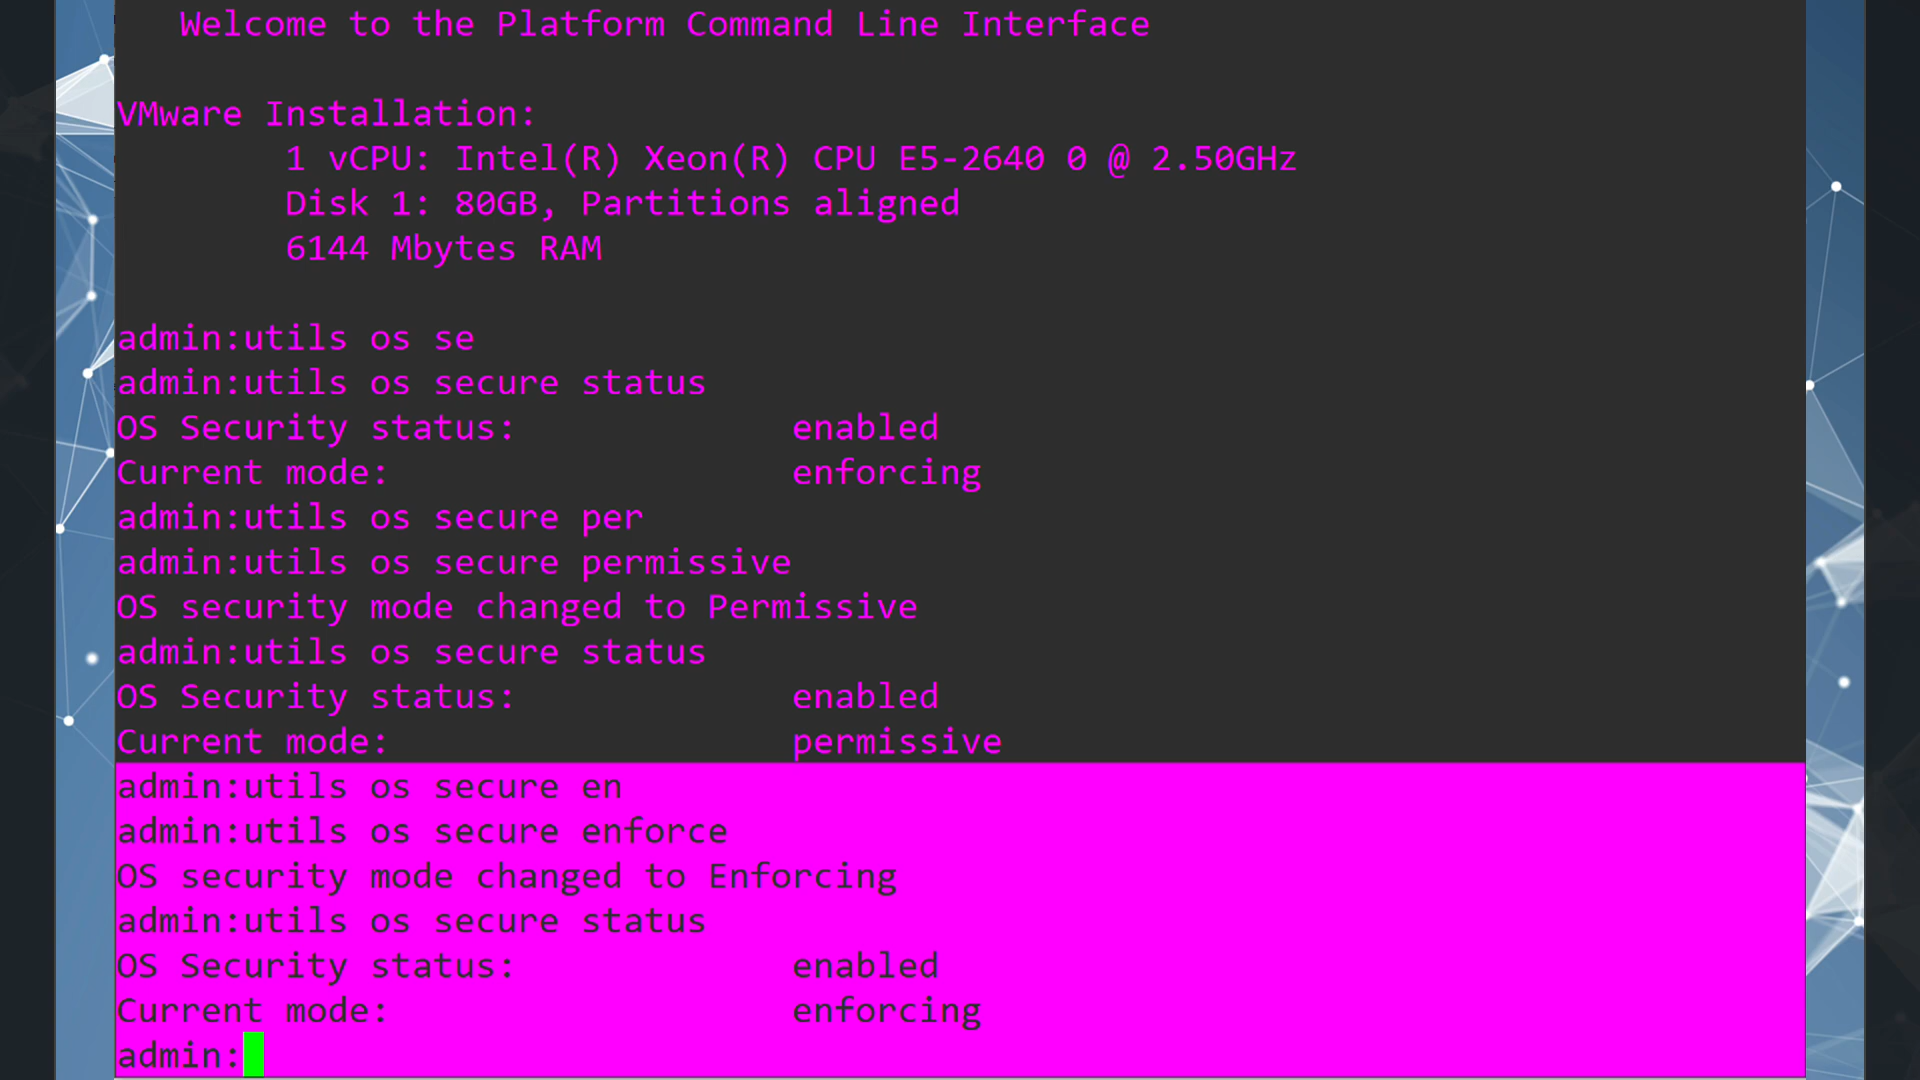 Welcome to the Platform Command Line Interface
VMware Installation:
1 vCPU: Intel(R) Xeon(R) CPU E5-2640 0 @ 2.50GHz
Disk 1: 80GB, Partitions aligned
6144 Mbytes RAM
admin:utils os se
admin:utils os secure status
OS Security status: enabled
Current mode: enforcing
admin:utils os secure per
admin:utils os secure permissive
OS security mode changed to Permissive
admin:utils os secure status
OS Security status: enabled
Current mode: permissive
admin:utils os secure en
admin:utils os secure enforce
OS security mode changed to Enforcing
admin:utils os secure status
OS Security status: enabled
Current mode: enforcing
admin: